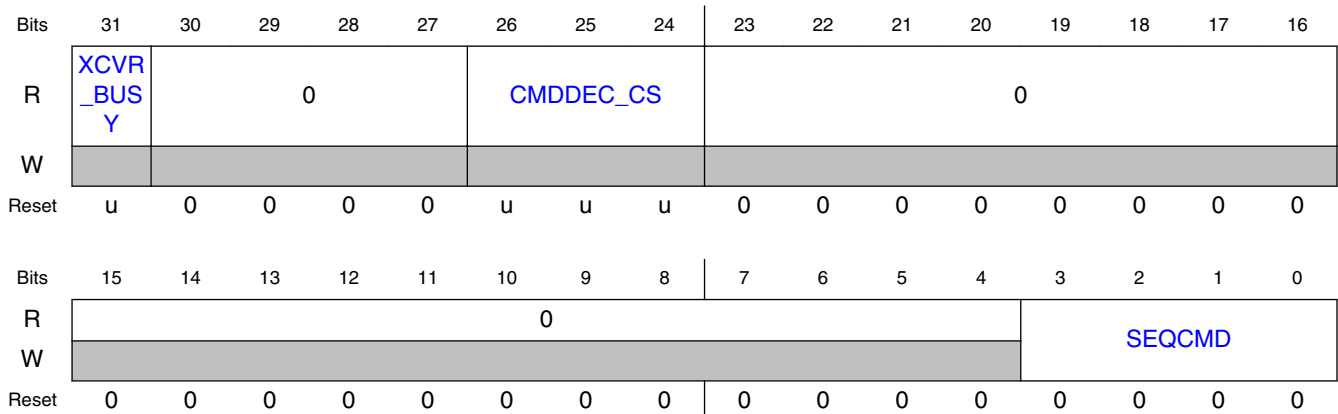 Bits 31 30 29 28 27 26 25 24 23 22 21 20 19 18 17 16
R XCVR_BUSY 0 CMDDEC_CS 0
W
Reset u 0 0 0 0 u u u 0 0 0 0 0 0 0 0
Bits 15 14 13 12 11 10 9 8 7 6 5 4 3 2 1 0
R 0 SEQCMD
W
Reset 0 0 0 0 0 0 0 0 0 0 0 0 0 0 0 0